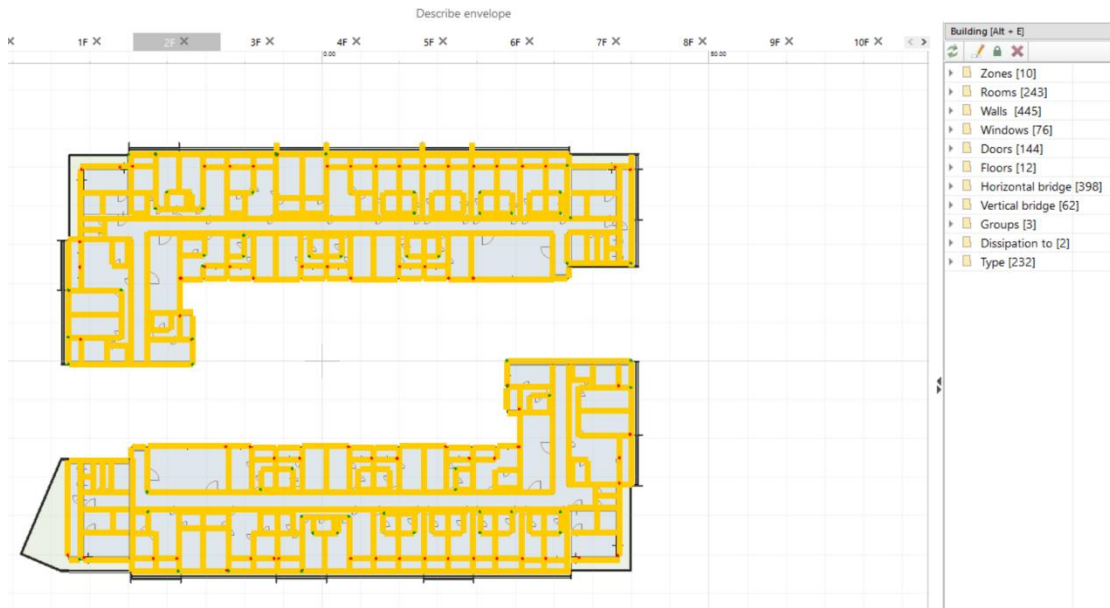 Describe envelope
1F 2F 3F 4F 5F 6F 7F 8F 9F 10F
0.00 50.00
Building [Alt + E]
Zones [10]
Rooms [243]
Walls [445]
Windows [76]
Doors [144]
Floors [12]
Horizontal bridge [398]
Vertical bridge [62]
Groups [3]
Dissipation to [2]
Type [232]